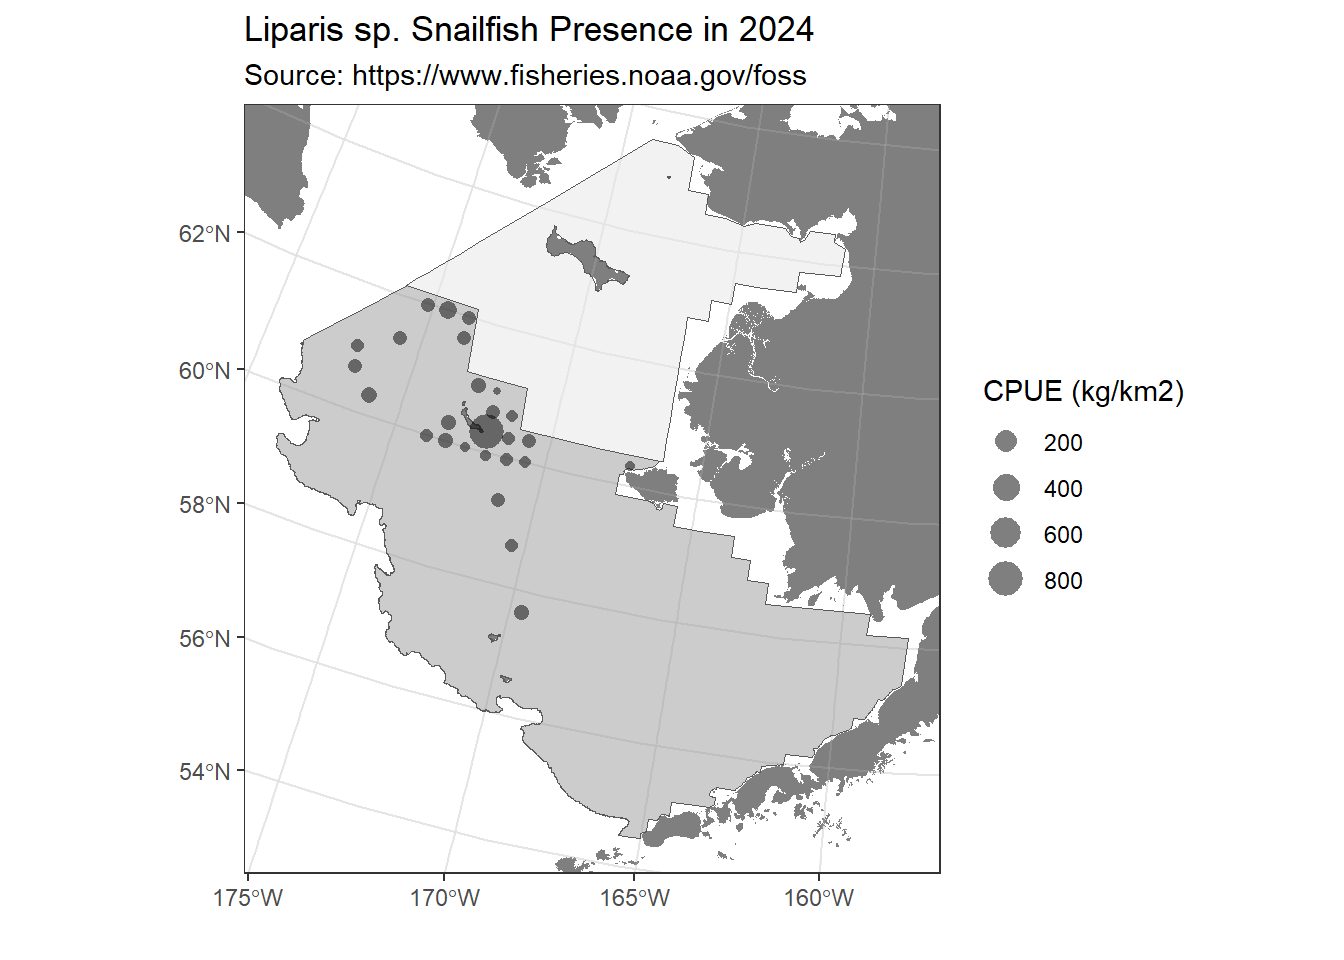 Liparis sp. Snailfish Presence in 2024
Source: https://www.fisheries.noaa.gov/foss
62°N
60°N
58°N
56°N
54°N
175°W
170°W
165°W
160°W
CPUE (kg/km2)
200
400
600
800